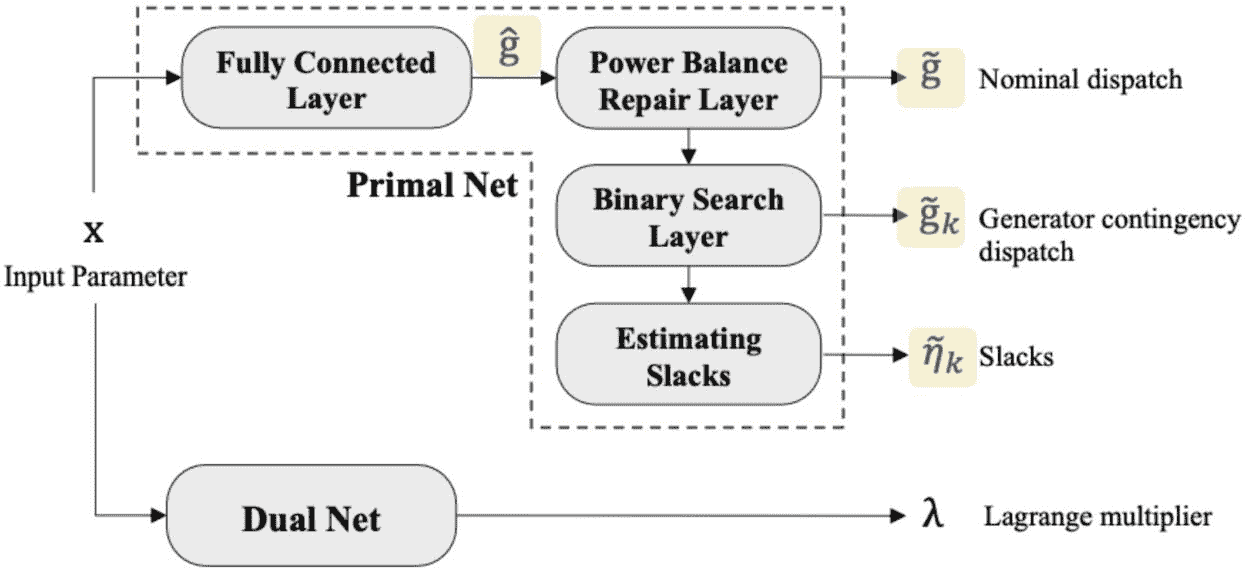 Fully Connected
Layer
ĝ
Power Balance
Repair Layer
g̃
Nominal dispatch
Primal Net
Binary Search
Layer
g̃k
Generator contingency
dispatch
x
Input Parameter
Estimating
Slacks
η̃k
Slacks
Dual Net
λ
Lagrange multiplier